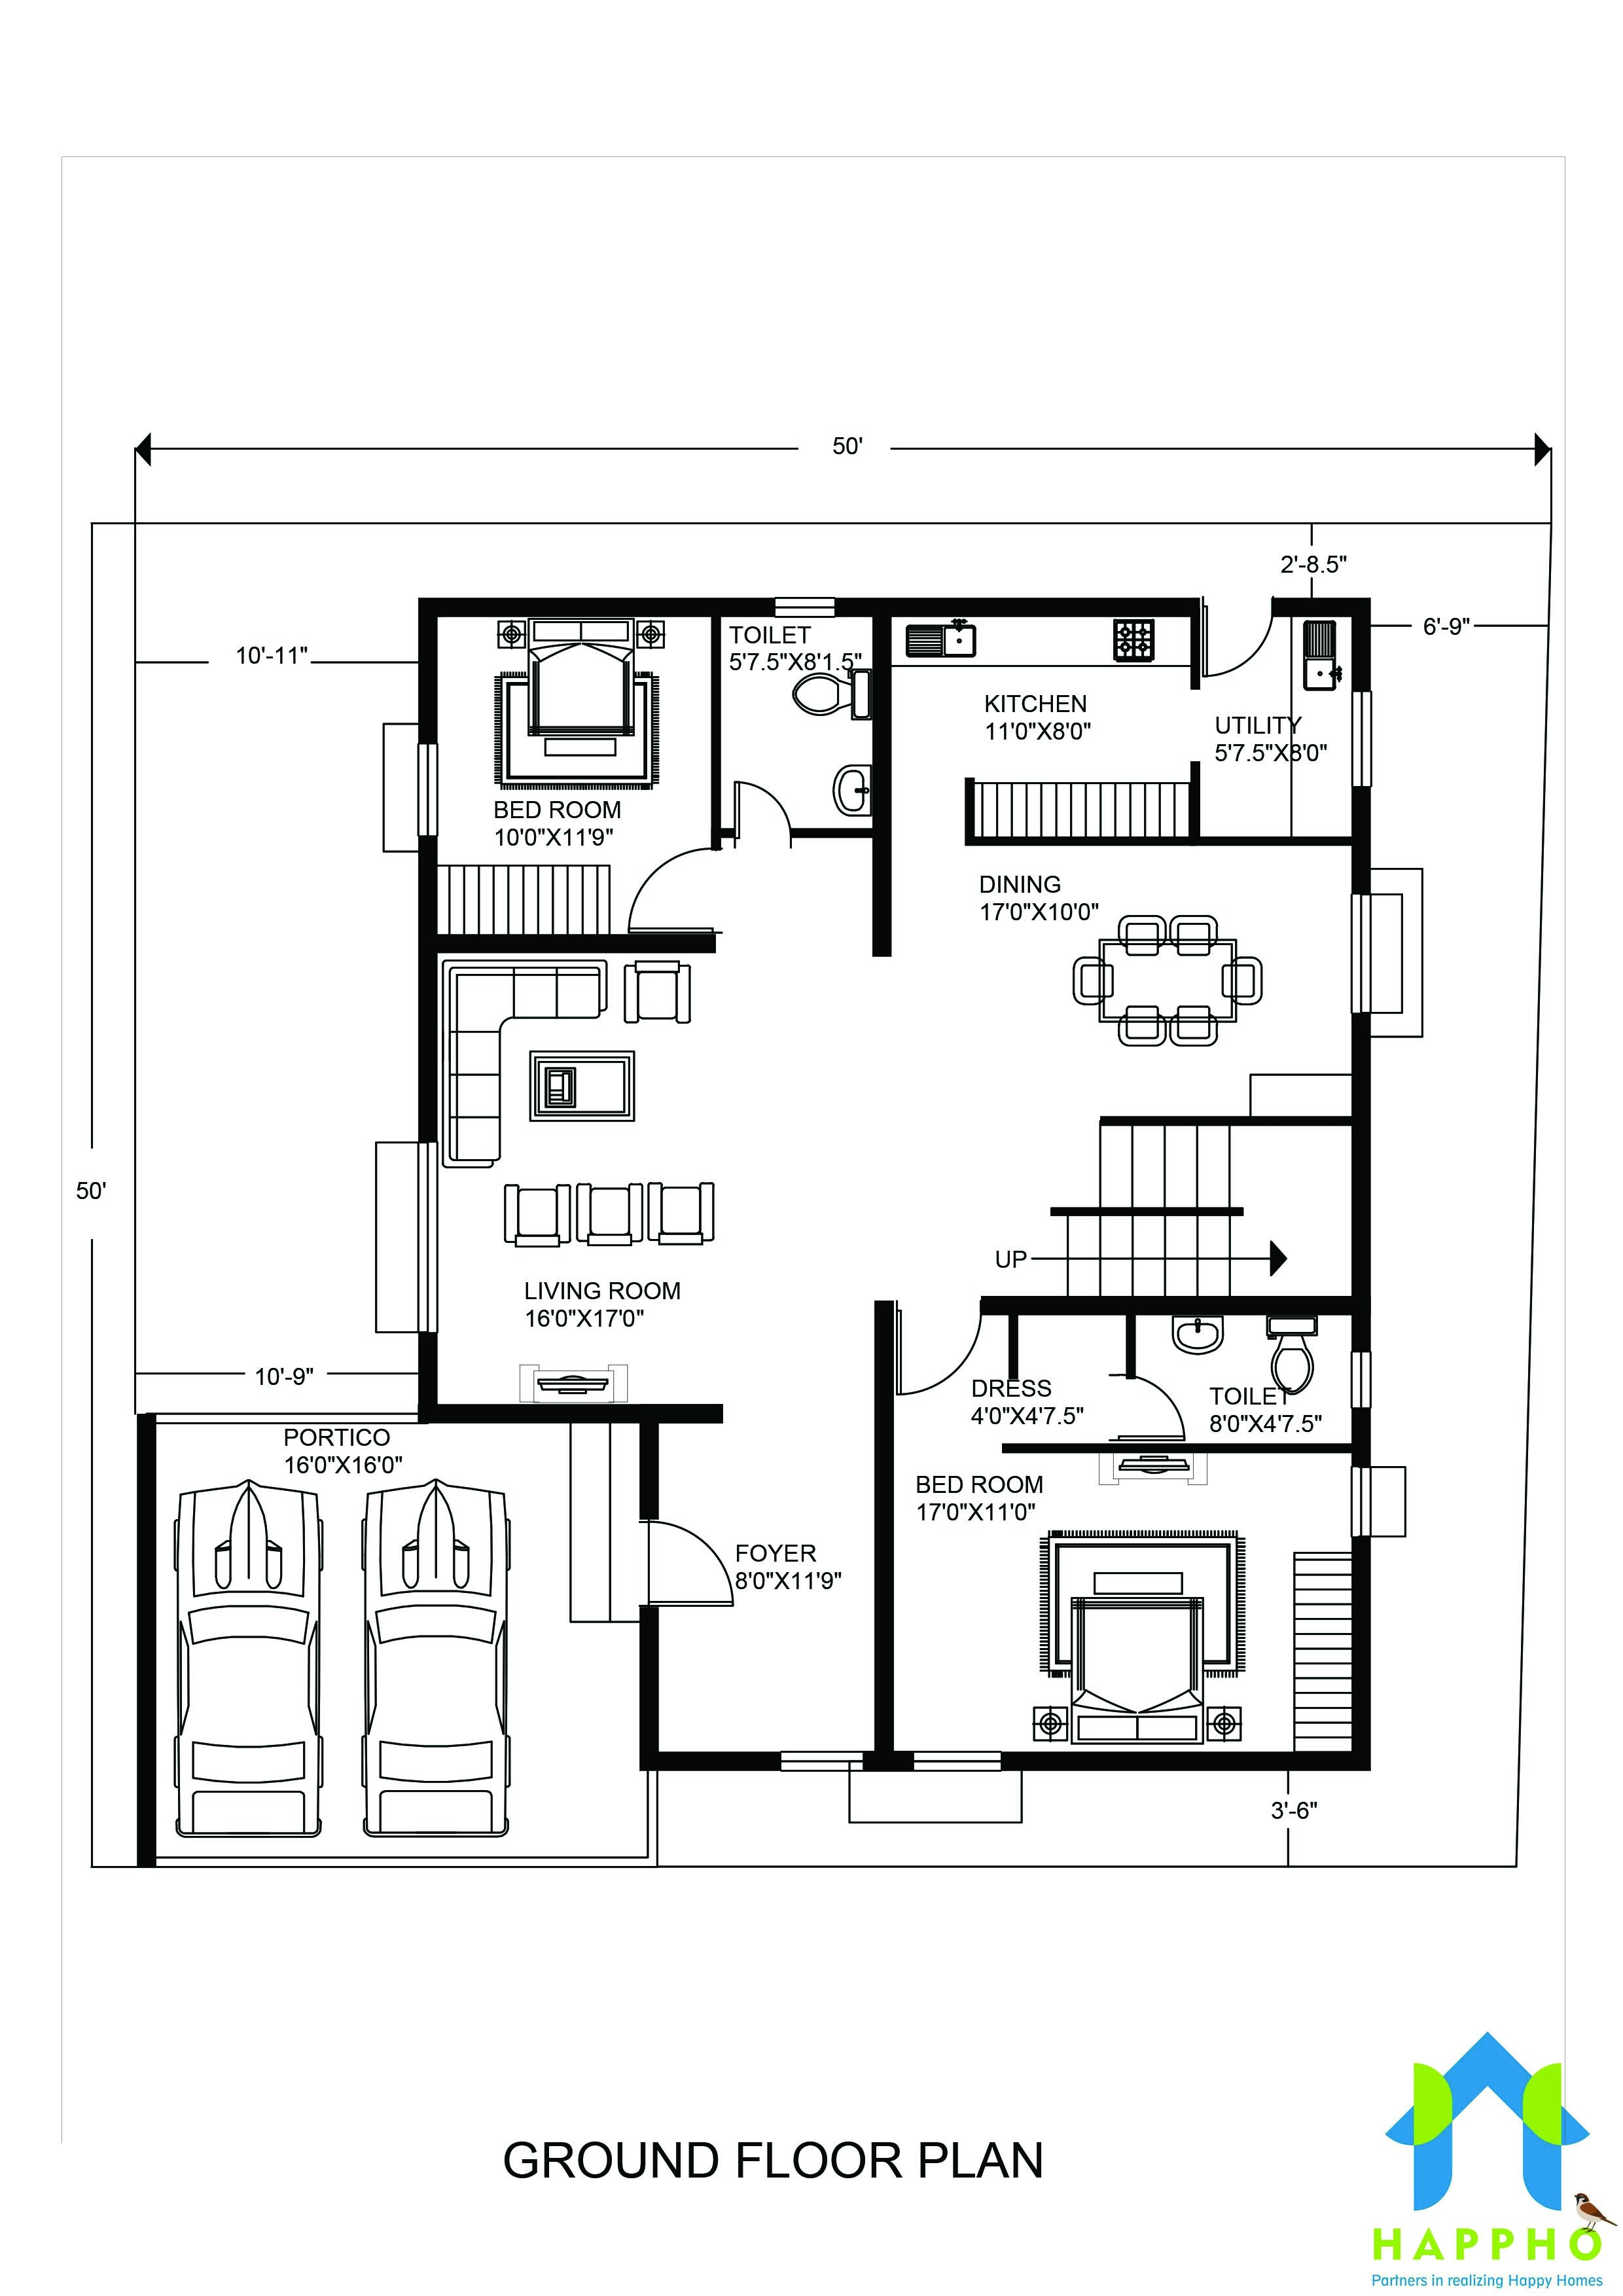 50'
2'-8.5"
6'-9"
10'-11"
TOILET
5'7.5"X8'1.5"
KITCHEN
11'0"X8'0"
UTILITY
5'7.5"X8'0"
BED ROOM
10'0"X11'9"
DINING
17'0"X10'0"
50'
UP
LIVING ROOM
16'0"X17'0"
10'-9"
DRESS
4'0"X4'7.5"
TOILET
8'0"X4'7.5"
PORTICO
16'0"X16'0"
BED ROOM
17'0"X11'0"
FOYER
8'0"X11'9"
3'-6"
GROUND FLOOR PLAN
HAPPHO
Partners in realizing Happy Homes